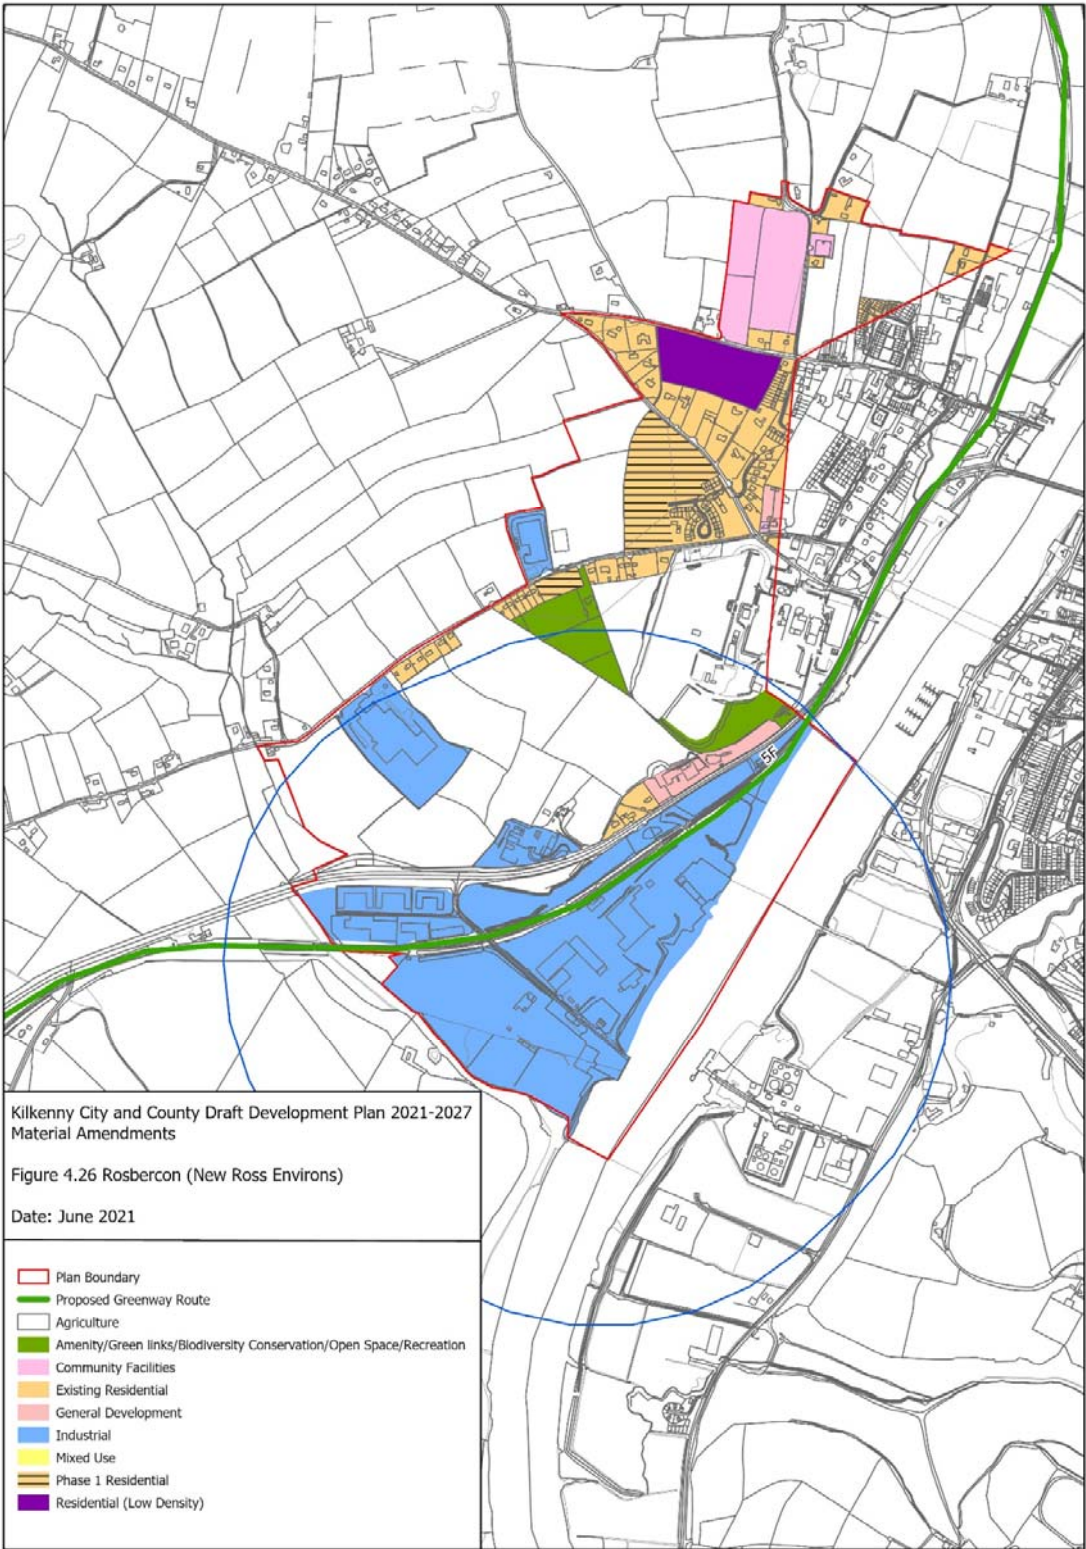 5F
Kilkenny City and County Draft Development Plan 2021-2027
Material Amendments
Figure 4.26 Rosbercon (New Ross Environs)
Date: June 2021
Plan Boundary
Proposed Greenway Route
Agriculture
Amenity/Green links/Biodiversity Conservation/Open Space/Recreation
Community Facilities
Existing Residential
General Development
Industrial
Mixed Use
Phase 1 Residential
Residential (Low Density)